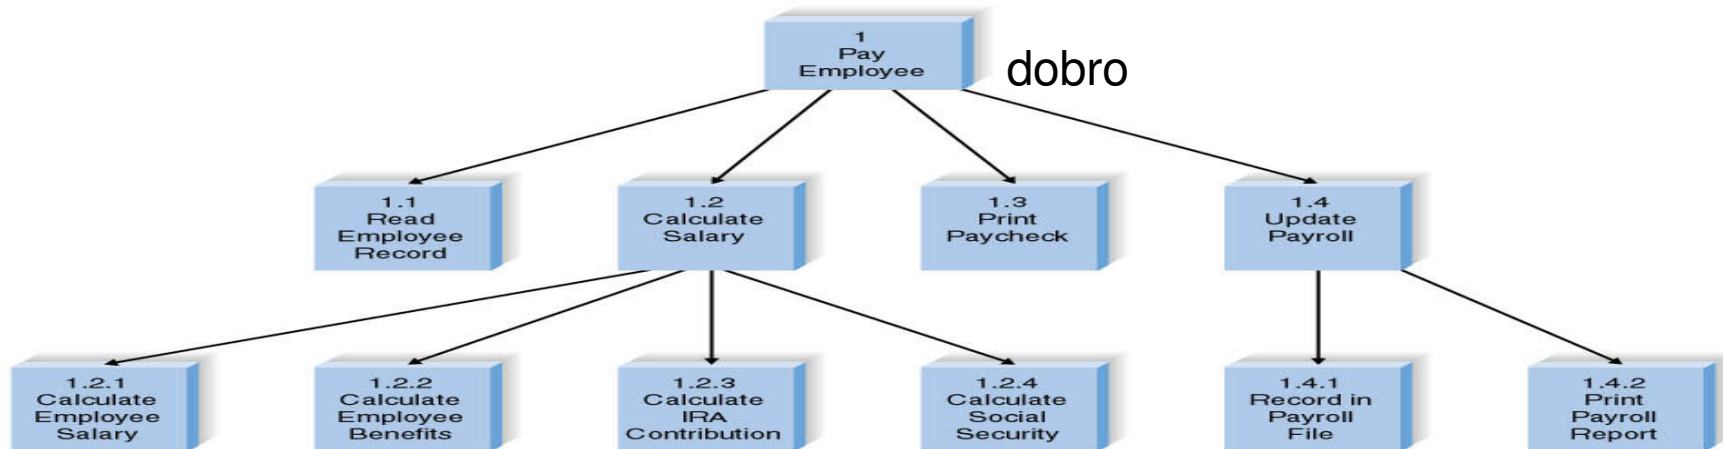 1
Pay
Employee
dobro
1.1
Read
Employee
Record
1.2
Calculate
Salary
1.3
Print
Paycheck
1.4
Update
Payroll
1.2.1
Calculate
Employee
Salary
1.2.2
Calculate
Employee
Benefits
1.2.3
Calculate
IRA
Contribution
1.2.4
Calculate
Social
Security
1.4.1
Record in
Payroll
File
1.4.2
Print
Payroll
Report